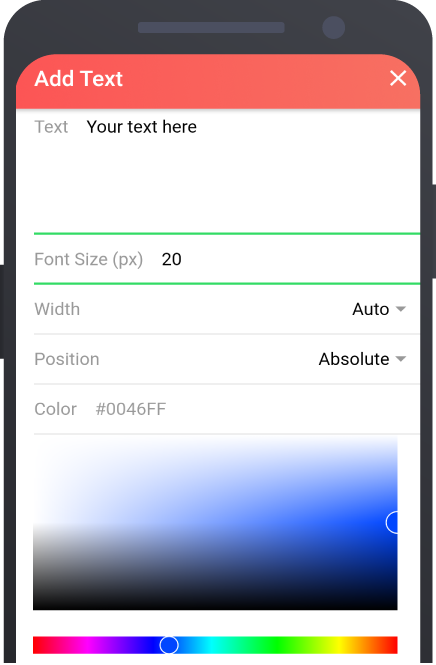 Add Text
Text Your text here
Font Size (px) 20
Width Auto
Position Absolute
Color #0046FF